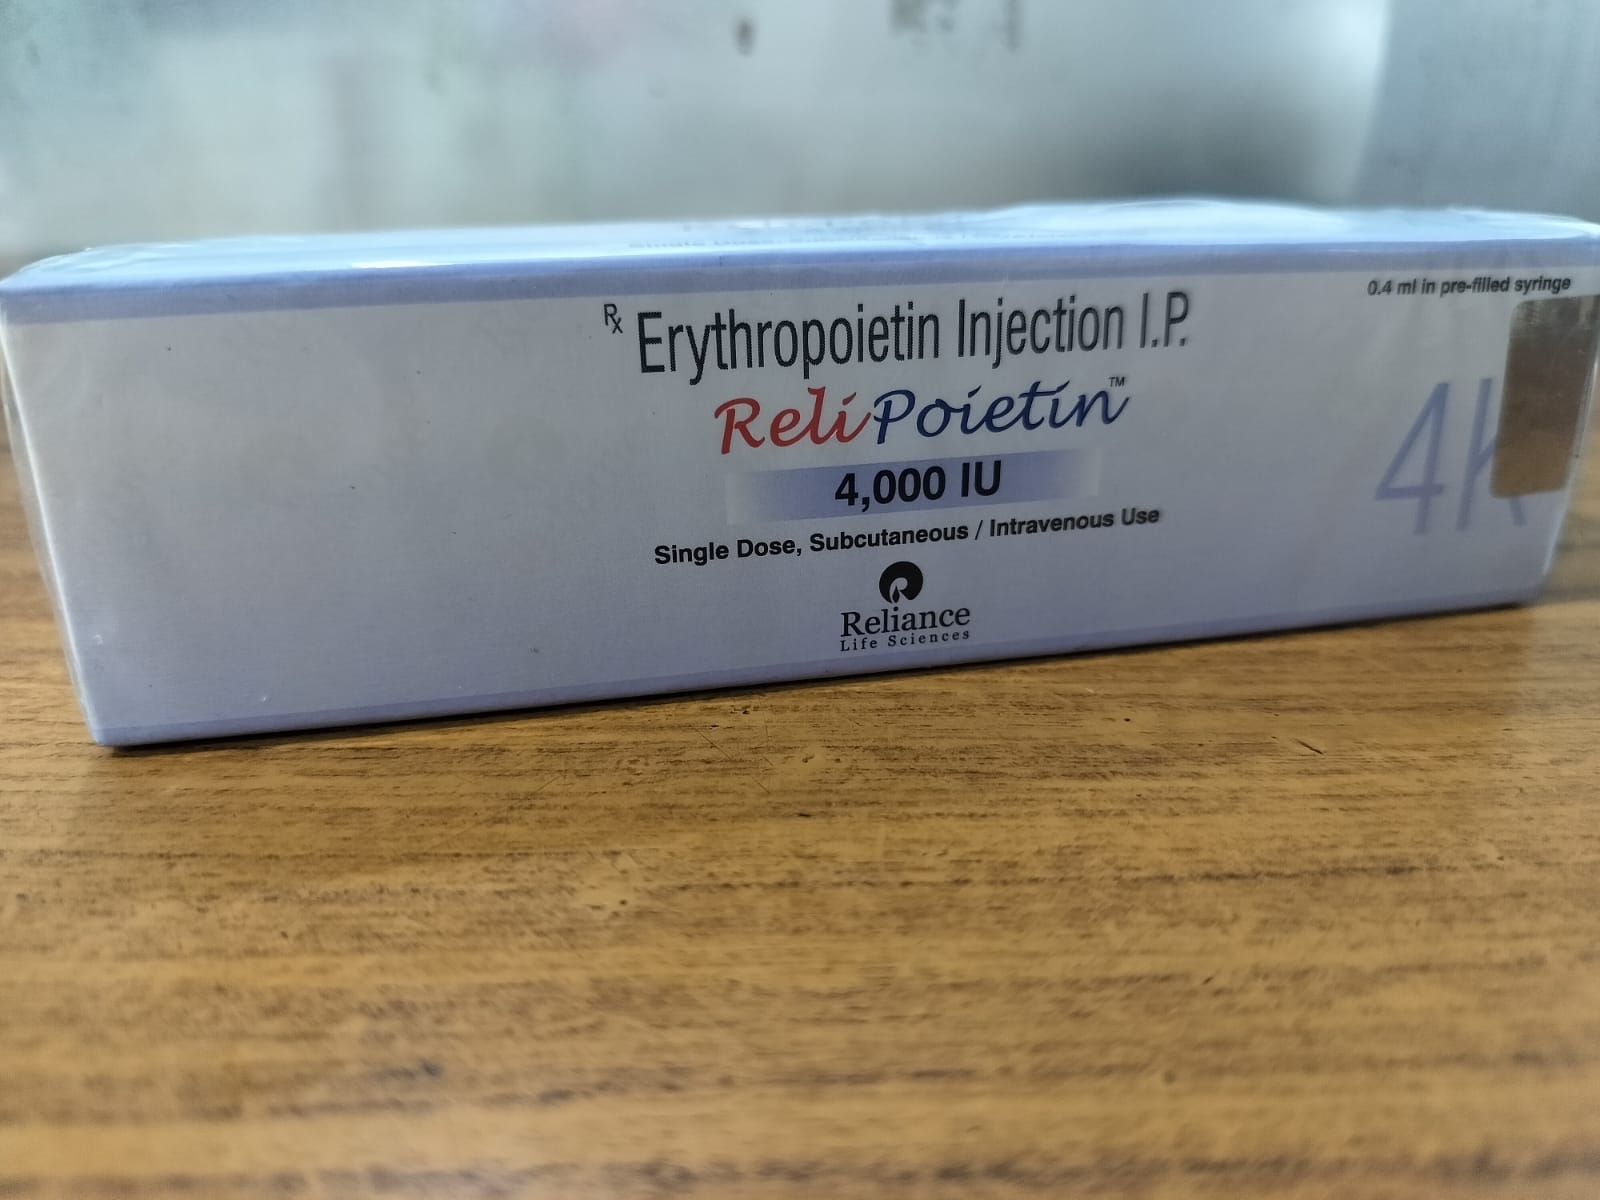 0.4 ml in pre-filled syringe
Rx Erythropoietin Injection I.P.
ReliPoietin™
4,000 IU
4K
Single Dose, Subcutaneous / Intravenous Use
Reliance
Life Sciences